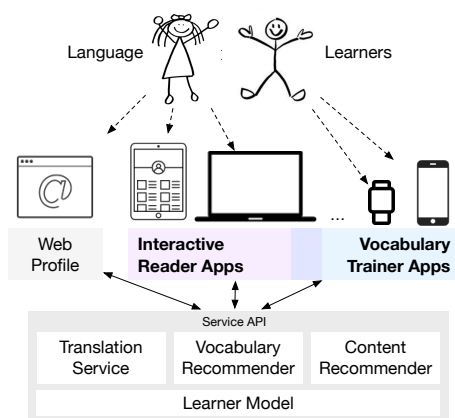 Language
Learners
@
...
Web
Profile
Interactive
Reader Apps
Vocabulary
Trainer Apps
Service API
Translation
Service
Vocabulary
Recommender
Content
Recommender
Learner Model